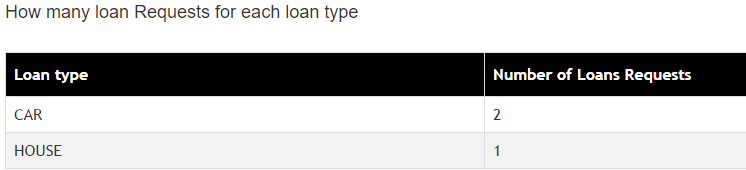 How many loan Requests for each loan type
Loan type Number of Loans Requests
CAR 2
HOUSE 1